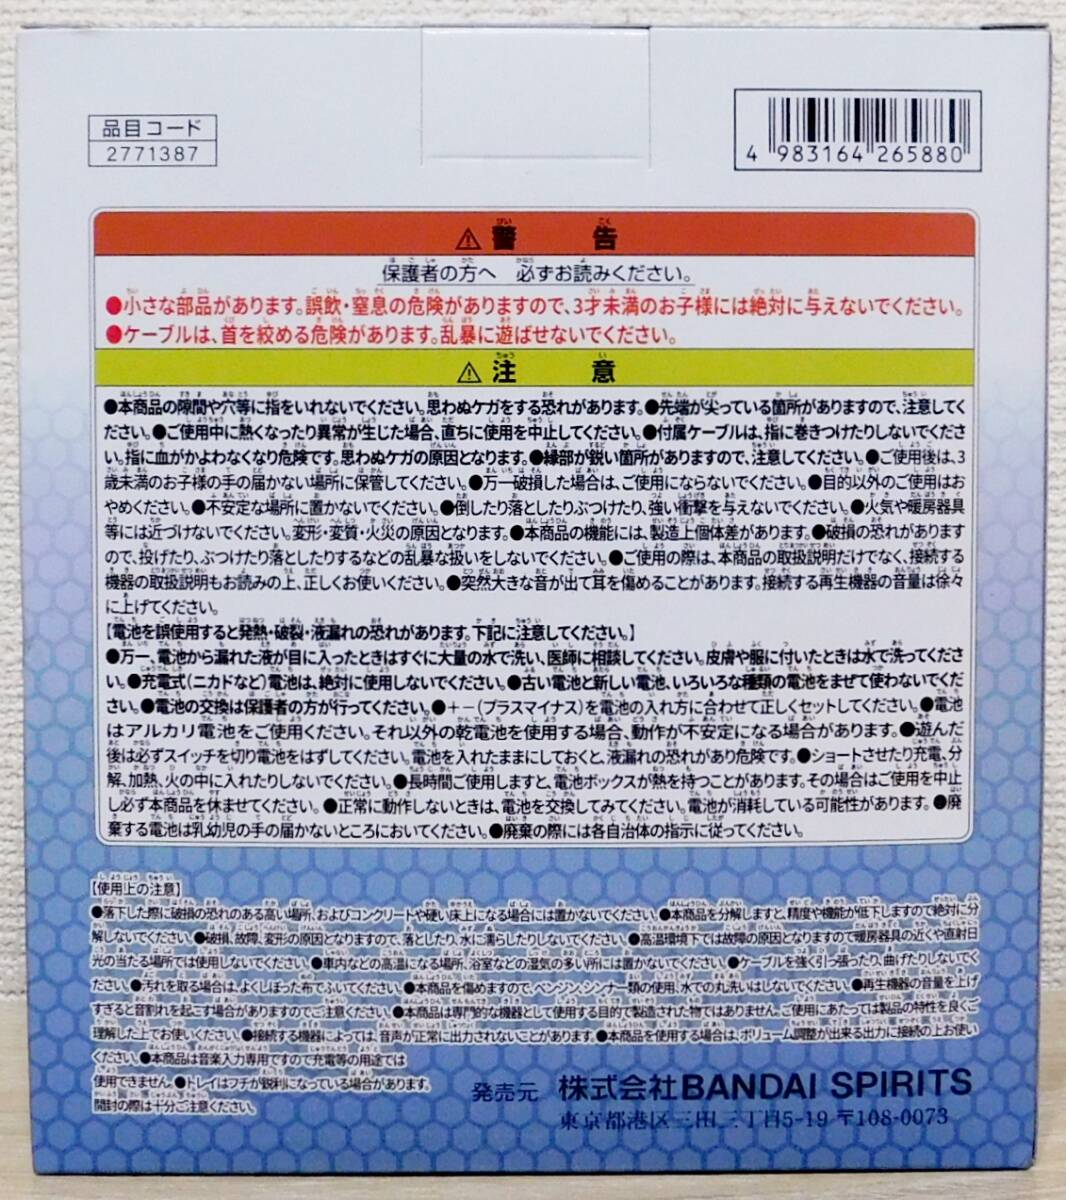 品目コード
2771387
4 983164 265880
⚠警告
保護者の方へ 必ずお読みください。
●小さな部品があります。誤飲・窒息の危険がありますので、3才未満のお子様には絶対に与えないでください。
●ケーブルは、首を絞める危険があります。乱暴に遊ばせないでください。
⚠注意
●本商品の隙間や穴等に指をいれないでください。思わぬケガをする恐れがあります。●先端が尖っている箇所がありますので、注意してく
ださい。●ご使用中に熱くなったり異常が生じた場合、直ちに使用を中止してください。●付属ケーブルは、指に巻きつけたりしないでくださ
い。指に血がかよわなくなり危険です。思わぬケガの原因となります。●縁部が鋭い箇所がありますので、注意してください。●ご使用後は、3
歳未満のお子様の手の届かない場所に保管してください。●万一破損した場合は、ご使用にならないでください。●目的以外のご使用はお
やめください。●不安定な場所に置かないでください。●倒したり落としたりぶつけたり、強い衝撃を与えないでください。●火気や暖房器具
等には近づけないでください。変形・変質・火災の原因となります。●本商品の機能には、製造上個体差があります。●破損の恐れがあります
ので、投げたり、ぶつけたり落としたりするなどの乱暴な扱いをしないでください。●ご使用の際は、本商品の取扱説明だけでなく、接続する
機器の取扱説明もお読みの上、正しくお使いください。●突然大きな音が出て耳を傷めることがあります。接続する再生機器の音量は徐々
に上げてください。
【電池を誤使用すると発熱・破裂・液漏れの恐れがあります。下記に注意してください。】
●万一、電池から漏れた液が目に入ったときはすぐに大量の水で洗い、医師に相談してください。皮膚や服に付いたときは水で洗ってくださ
い。●充電式(ニカドなど)電池は、絶対に使用しないでください。●古い電池と新しい電池、いろいろな種類の電池をまぜて使わないでくだ
さい。●電池の交換は保護者の方が行ってください。●+-(プラスマイナス)を電池の入れ方に合わせて正しくセットしてください。●電池
はアルカリ電池をご使用ください。それ以外の乾電池を使用する場合、動作が不安定になる場合があります。●遊んだ
後は必ずスイッチを切り電池をはずしてください。電池を入れたままにしておくと、液漏れの恐れがあり危険です。●ショートさせたり充電、分
解、加熱、火の中に入れたりしないでください。●長時間ご使用しますと、電池ボックスが熱を持つことがあります。その場合はご使用を中止
し必ず本商品を休ませてください。●正常に動作しないときは、電池を交換してみてください。電池が消耗している可能性があります。●廃
棄する電池は乳幼児の手の届かないところにおいてください。●廃棄の際には各自治体の指示に従ってください。
【使用上の注意】
●落下した際に破損の恐れのある高い場所、およびコンクリートや硬い床上になる場合には置かないでください。●本商品を分解しますと、精度や機能が低下しますので絶対に分
解しないでください。●破損、故障、変形の原因となりますので、落としたり、水に濡らしたりしないでください。●高温環境下では故障の原因となりますので暖房器具の近くや直射日
光の当たる場所では使用しないでください。●車内などの高温になる場所、浴室などの湿気の多い所には置かないでください。●ケーブルを強く引っ張ったり、曲げたりしないでく
ださい。●汚れを取る場合は、よくしぼった布でふいてください。●本商品を傷めますので、ベンジン、シンナー類の使用、水での丸洗いはしないでください。●再生機器の音量を上げ
すぎると音割れを起こす場合がありますのでご注意ください。●本商品は専門的な機器として使用する目的で製造された物ではありません。ご使用にあたっては製品の特性を良くご
理解した上でお使いください。●接続する機器によっては、音声が正常に出力されないことがあります。●本商品を使用する場合は、ボリューム調整が出来る出力に接続の上お使い
ください。●本商品は音楽入力専用ですので充電等の用途では
使用できません。●トレイはフチが鋭利になっている場合があります。
開封の際は十分ご注意ください。
発売元 株式会社BANDAI SPIRITS
東京都港区三田三丁目5-19 〒108-0073